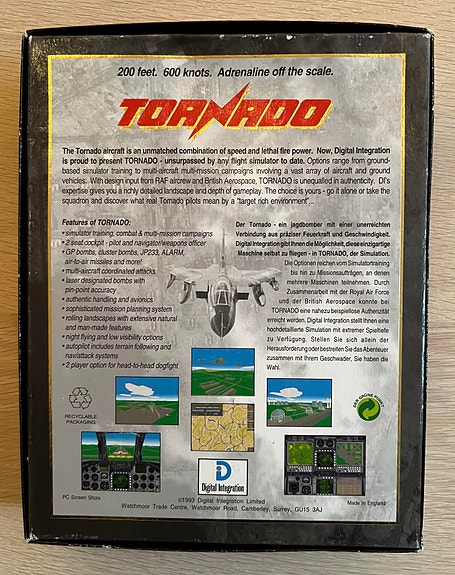 200 feet. 600 knots. Adrenaline off the scale.
TORNADO
The Tornado aircraft is an unmatched combination of speed and lethal fire power. Now, Digital Integration
is proud to present TORNADO - unsurpassed by any flight simulator to date. Options range from ground-
based simulator training to multi-aircraft multi-mission campaigns involving a vast array of aircraft and ground
vehicles. With design input from RAF aircrew and British Aerospace, TORNADO is unequalled in authenticity. DI's
expertise gives you a richly detailed landscape and depth of gameplay. The choice is yours - go it alone or take the
squadron and discover what real Tornado pilots mean by a "target rich environment"...
Features of TORNADO:
• simulator training, combat & multi-mission campaigns
• 2 seat cockpit - pilot and navigator/weapons officer
• GP bombs, cluster bombs, JP233, ALARM,
air-to-air missiles and more!
• multi-aircraft coordinated attacks
• laser designated bombs with
pin-point accuracy
• authentic handling and avionics
• sophisticated mission planning system
• rolling landscapes with extensive natural
and man-made features
• night flying and low visibility options
• autopilot includes terrain following and
nav/attack systems
• 2 player option for head-to-head dogfight
Der Tornado - ein jagdbomber mit einer unerreichten
Verbindung aus präziser Feuerkraft und Geschwindigkeit.
Digital Integration gibt Ihnen die Möglichkeit, diese einzigartige
Maschine selbst zu fliegen - in TORNADO, der Simulation.
Die Optionen reichen vom Simulatortraining
bis hin zu Missionsaufträgen, an denen
mehrere Maschinen teilnehmen. Durch
Zusammenarbeit mit der Royal Air Force
und der British Aerospace konnte bei
TORNADO eine nahezu beispiellose Authenzität
erreicht werden. Digital Integration stellt Ihnen eine
hochdetaillierte Simulation mit extremer Spieltiefe
zu Verfügung. Stellen Sie sich allein der
Herausforderung oder bestreiten Sie das Abenteuer
zusammen mit Ihrem Geschwader, Sie haben die
Wahl.
RECYCLABLE
PACKAGING
DER GRÜNE PUNKT
Digital Integration
PC Screen Shots
©1993 Digital Integration Limited
Watchmoor Trade Centre, Watchmoor Road, Camberley, Surrey, GU15 3AJ
Made in England